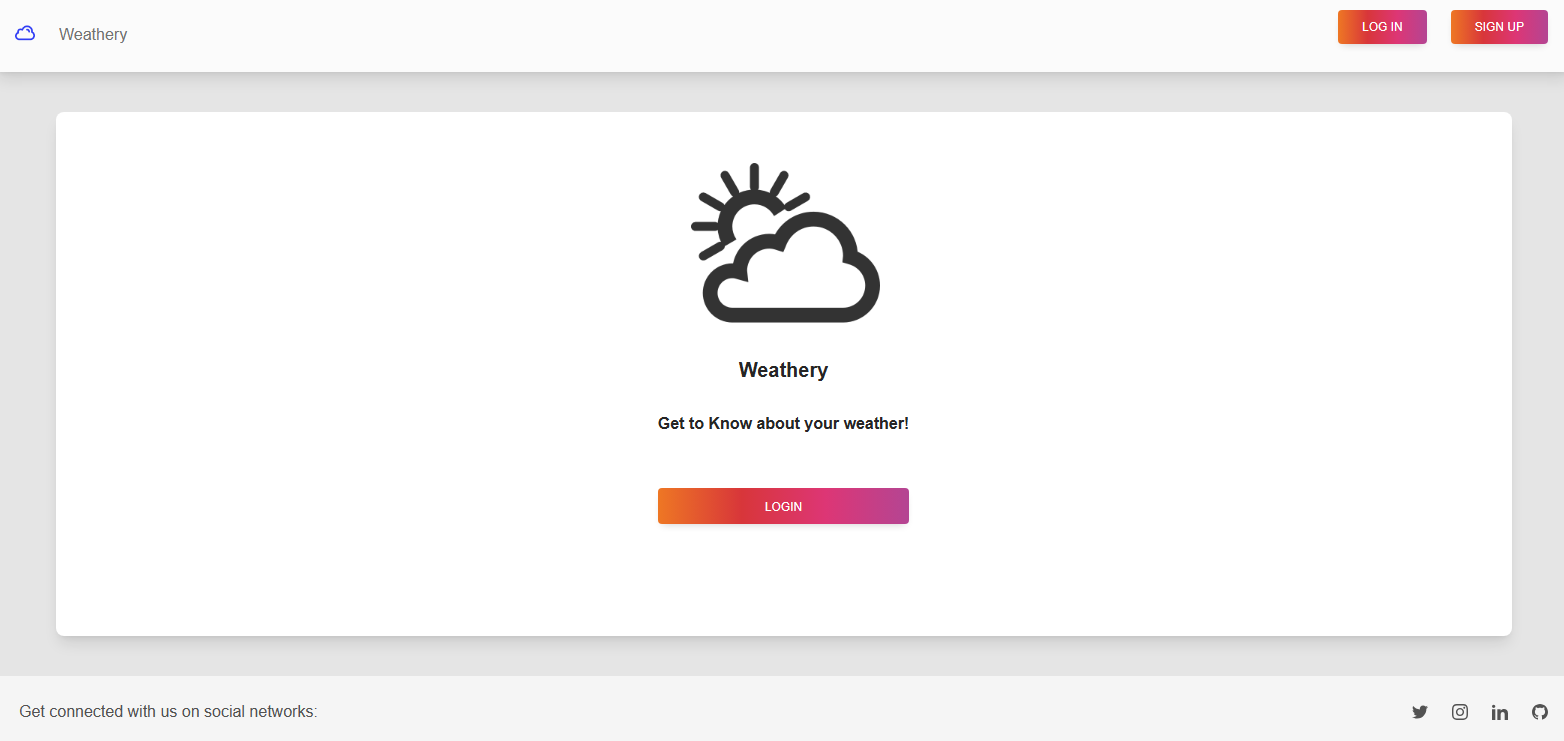 Weathery
LOG IN
SIGN UP
Weathery
Get to Know about your weather!
LOGIN
Get connected with us on social networks: